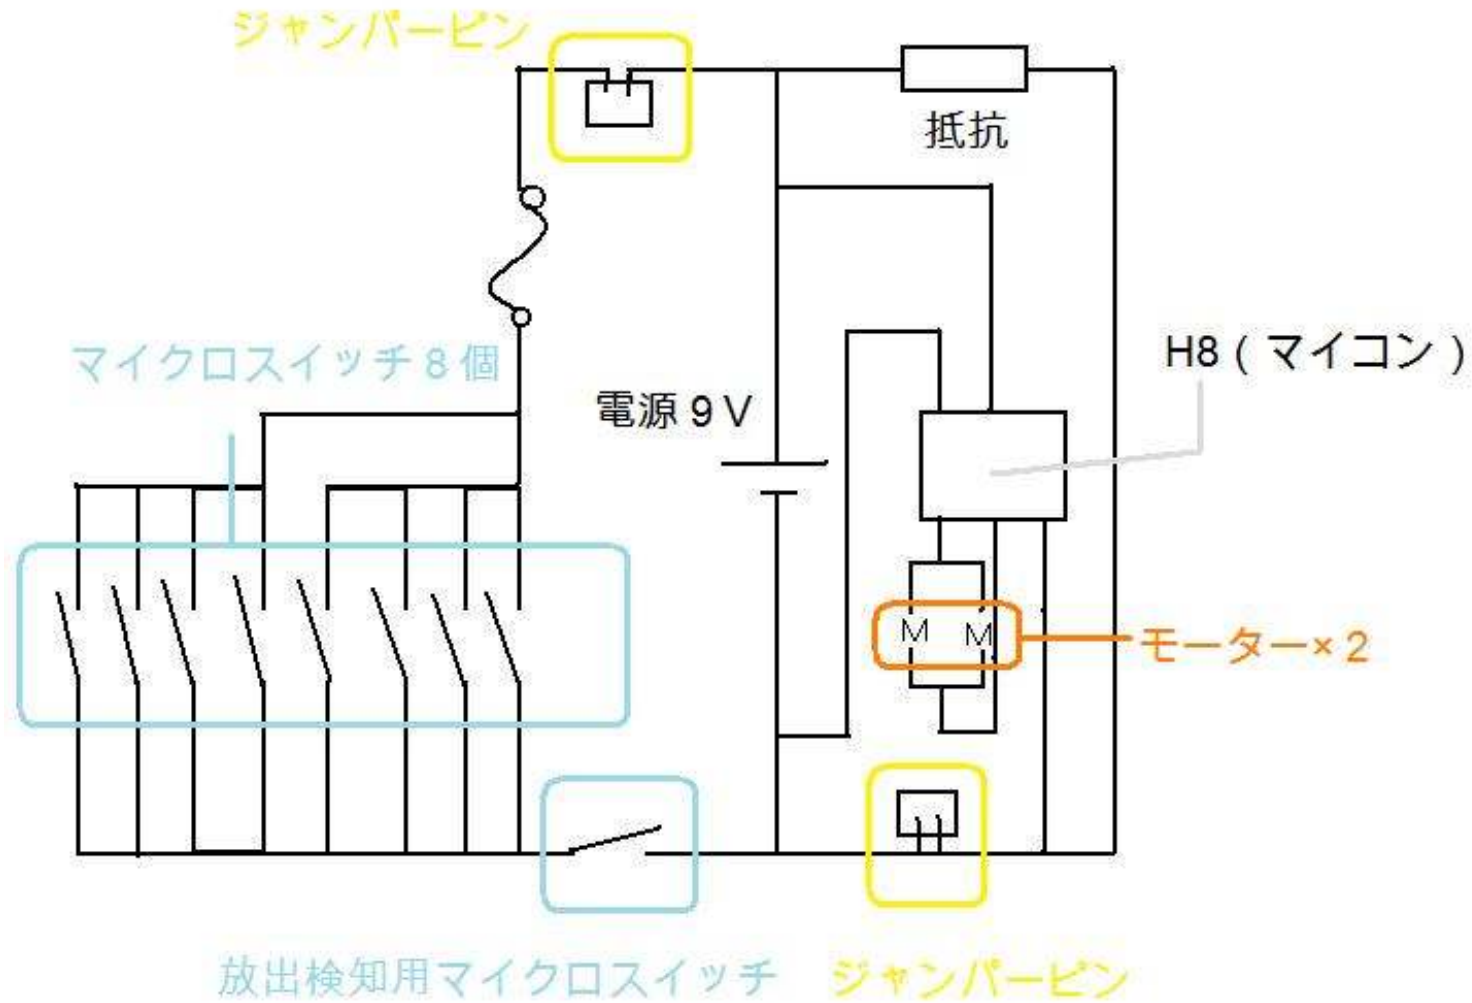 ジャンパーピン
抵抗
H8(マイコン)
マイクロスイッチ8個
電源9V
M
M
モーター×2
放出検知用マイクロスイッチ
ジャンパーピン